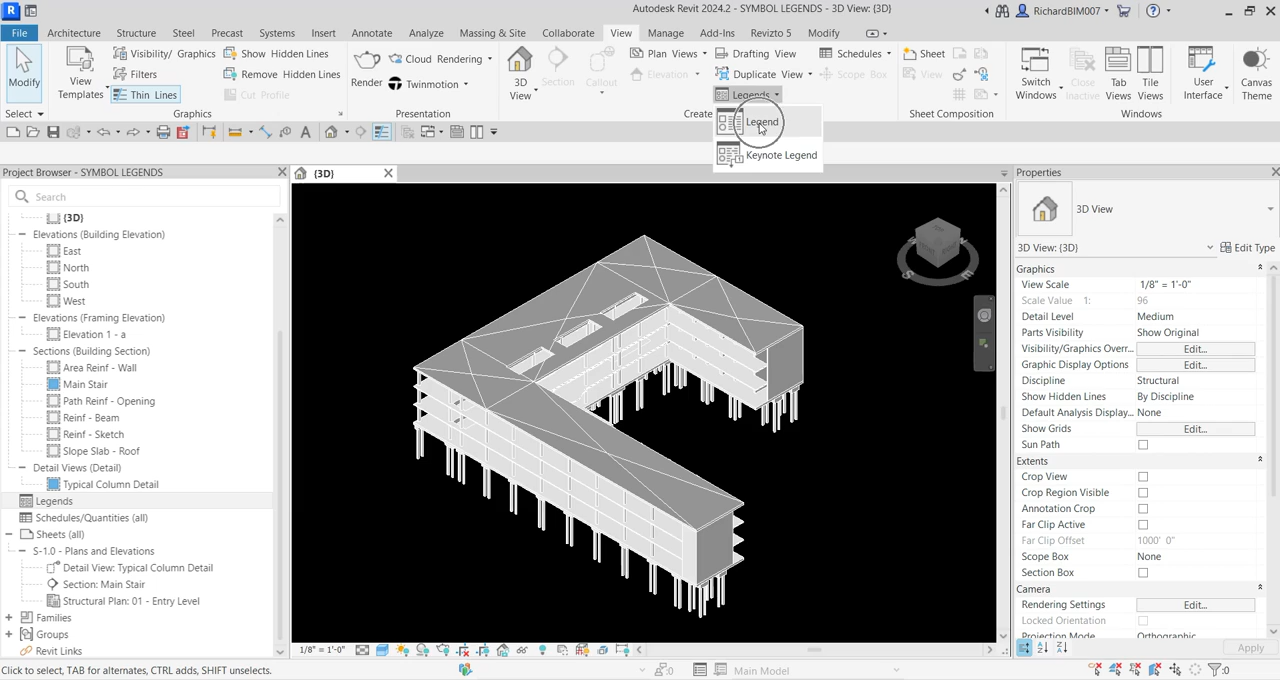 Autodesk Revit 2024.2 - SYMBOL LEGENDS - 3D View: {3D}
RichardBIM007
File
Architecture
Structure
Steel
Precast
Systems
Insert
Annotate
Analyze
Massing & Site
Collaborate
View
Manage
Add-Ins
Revizto 5
Modify
Modify
View
Templates
Visibility/ Graphics
Filters
Thin Lines
Show Hidden Lines
Remove Hidden Lines
Cut Profile
Render
Cloud Rendering
Twinmotion
3D
View
Section
Callout
Plan Views
Elevation
Drafting View
Duplicate View
Legends
Schedules
Scope Box
Sheet
View
Switch
Windows
Close
Inactive
Tab
Views
Tile
Views
User
Interface
Canvas
Theme
Select
Graphics
Presentation
Create
Sheet Composition
Windows
Legend
Keynote Legend
Project Browser - SYMBOL LEGENDS
Search
{3D}
Elevations (Building Elevation)
East
North
South
West
Elevations (Framing Elevation)
Elevation 1 - a
Sections (Building Section)
Area Reinf - Wall
Main Stair
Path Reinf - Opening
Reinf - Beam
Reinf - Sketch
Slope Slab - Roof
Detail Views (Detail)
Typical Column Detail
Legends
Schedules/Quantities (all)
Sheets (all)
S-1.0 - Plans and Elevations
Detail View: Typical Column Detail
Section: Main Stair
Structural Plan: 01 - Entry Level
Families
Groups
Revit Links
{3D}
1/8" = 1'-0"
Properties
3D View
3D View: {3D}
Edit Type
Graphics
View Scale 1/8" = 1'-0"
Scale Value 1: 96
Detail Level Medium
Parts Visibility Show Original
Visibility/Graphics Overr... Edit...
Graphic Display Options Edit...
Discipline Structural
Show Hidden Lines By Discipline
Default Analysis Display... None
Show Grids Edit...
Sun Path
Extents
Crop View
Crop Region Visible
Annotation Crop
Far Clip Active
Far Clip Offset 1000' 0"
Scope Box None
Section Box
Camera
Rendering Settings Edit...
Locked Orientation
Projection Mode Orthographic
Apply
Click to select, TAB for alternates, CTRL adds, SHIFT unselects.
:0
Main Model
:0